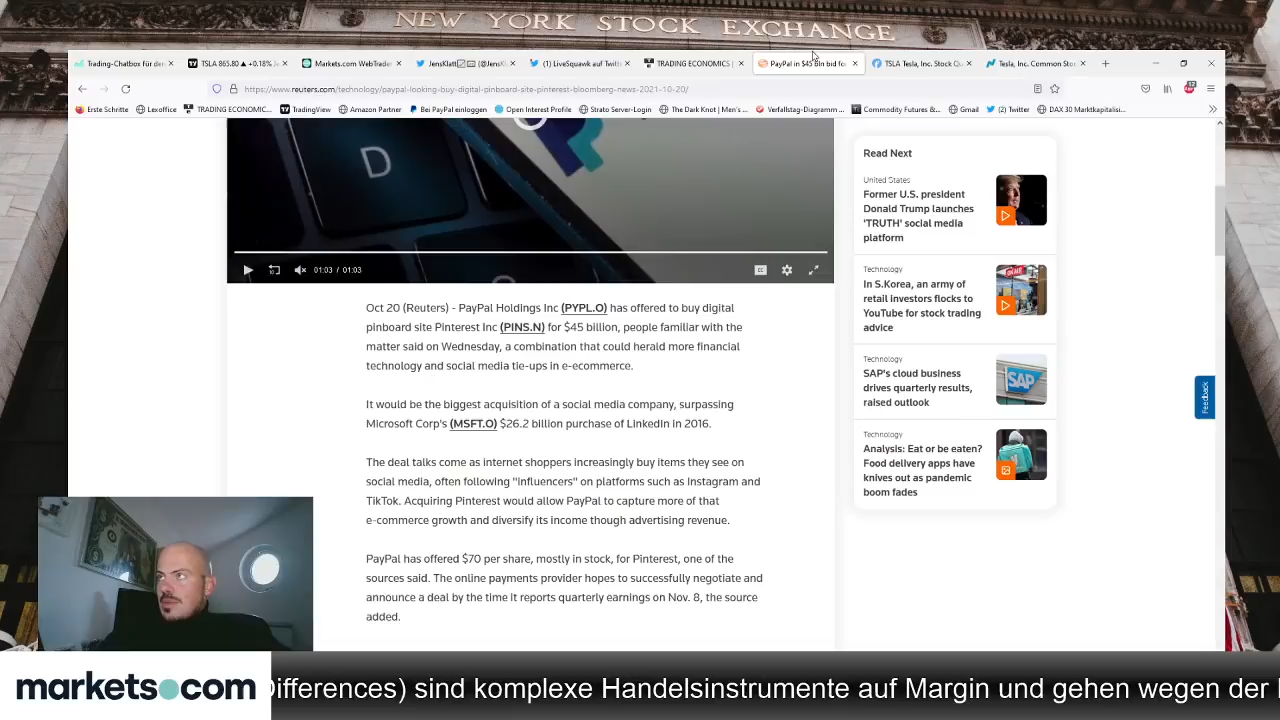 NEW YORK STOCK EXCHANGE
Trading-Chatbox für der
TSLA 865.80 ▲ +0.18%
Markets.com WebTrade
JensKlatt
(@JensK
(1) LiveSquawk auf Twitt
TRADING ECONOMICS |
PayPal in $45 bln bid fo
TSLA Tesla, Inc. Stock Qu
Tesla, Inc. Common Sto
https://www.reuters.com/technology/paypal-looking-buy-digital-pinboard-site-pinterest-bloomberg-news-2021-10-20/
Erste Schritte
Lexoffice
TRADING ECONOMIC...
TradingView
Amazon Partner
Bei PayPal einloggen
Open Interest Profile
Strato Server-Login
The Dark Knot | Men's ...
Verfallstag-Diagramm ...
Commodity Futures &...
Gmail
(2) Twitter
DAX 30 Marktkapitalisi...
D
01:03 / 01:03
Oct 20 (Reuters) - PayPal Holdings Inc (PYPL.O) has offered to buy digital
pinboard site Pinterest Inc (PINS.N) for $45 billion, people familiar with the
matter said on Wednesday, a combination that could herald more financial
technology and social media tie-ups in e-ecommerce.
It would be the biggest acquisition of a social media company, surpassing
Microsoft Corp's (MSFT.O) $26.2 billion purchase of LinkedIn in 2016.
The deal talks come as internet shoppers increasingly buy items they see on
social media, often following "influencers" on platforms such as Instagram and
TikTok. Acquiring Pinterest would allow PayPal to capture more of that
e-commerce growth and diversify its income though advertising revenue.
PayPal has offered $70 per share, mostly in stock, for Pinterest, one of the
sources said. The online payments provider hopes to successfully negotiate and
announce a deal by the time it reports quarterly earnings on Nov. 8, the source
added.
Read Next
United States
Former U.S. president
Donald Trump launches
'TRUTH' social media
platform
Technology
In S.Korea, an army of
retail investors flocks to
YouTube for stock trading
advice
Technology
SAP's cloud business
drives quarterly results,
raised outlook
SAP
Technology
Analysis: Eat or be eaten?
Food delivery apps have
knives out as pandemic
boom fades
Feedback
markets.com
Differences) sind komplexe Handelsinstrumente auf Margin und gehen wegen der